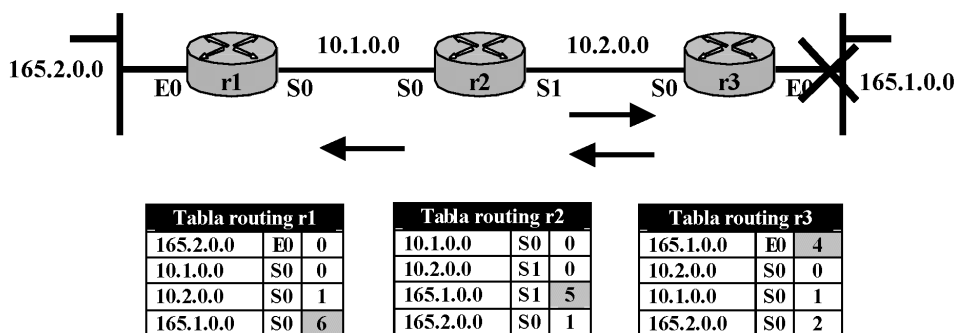 10.1.0.0 10.2.0.0
165.2.0.0 r1 r2 r3 165.1.0.0
E0 S0 S0 S1 S0 E0
Tabla routing r1
165.2.0.0 E0 0
10.1.0.0 S0 0
10.2.0.0 S0 1
165.1.0.0 S0 6
Tabla routing r2
10.1.0.0 S0 0
10.2.0.0 S1 0
165.1.0.0 S1 5
165.2.0.0 S0 1
Tabla routing r3
165.1.0.0 E0 4
10.2.0.0 S0 0
10.1.0.0 S0 1
165.2.0.0 S0 2